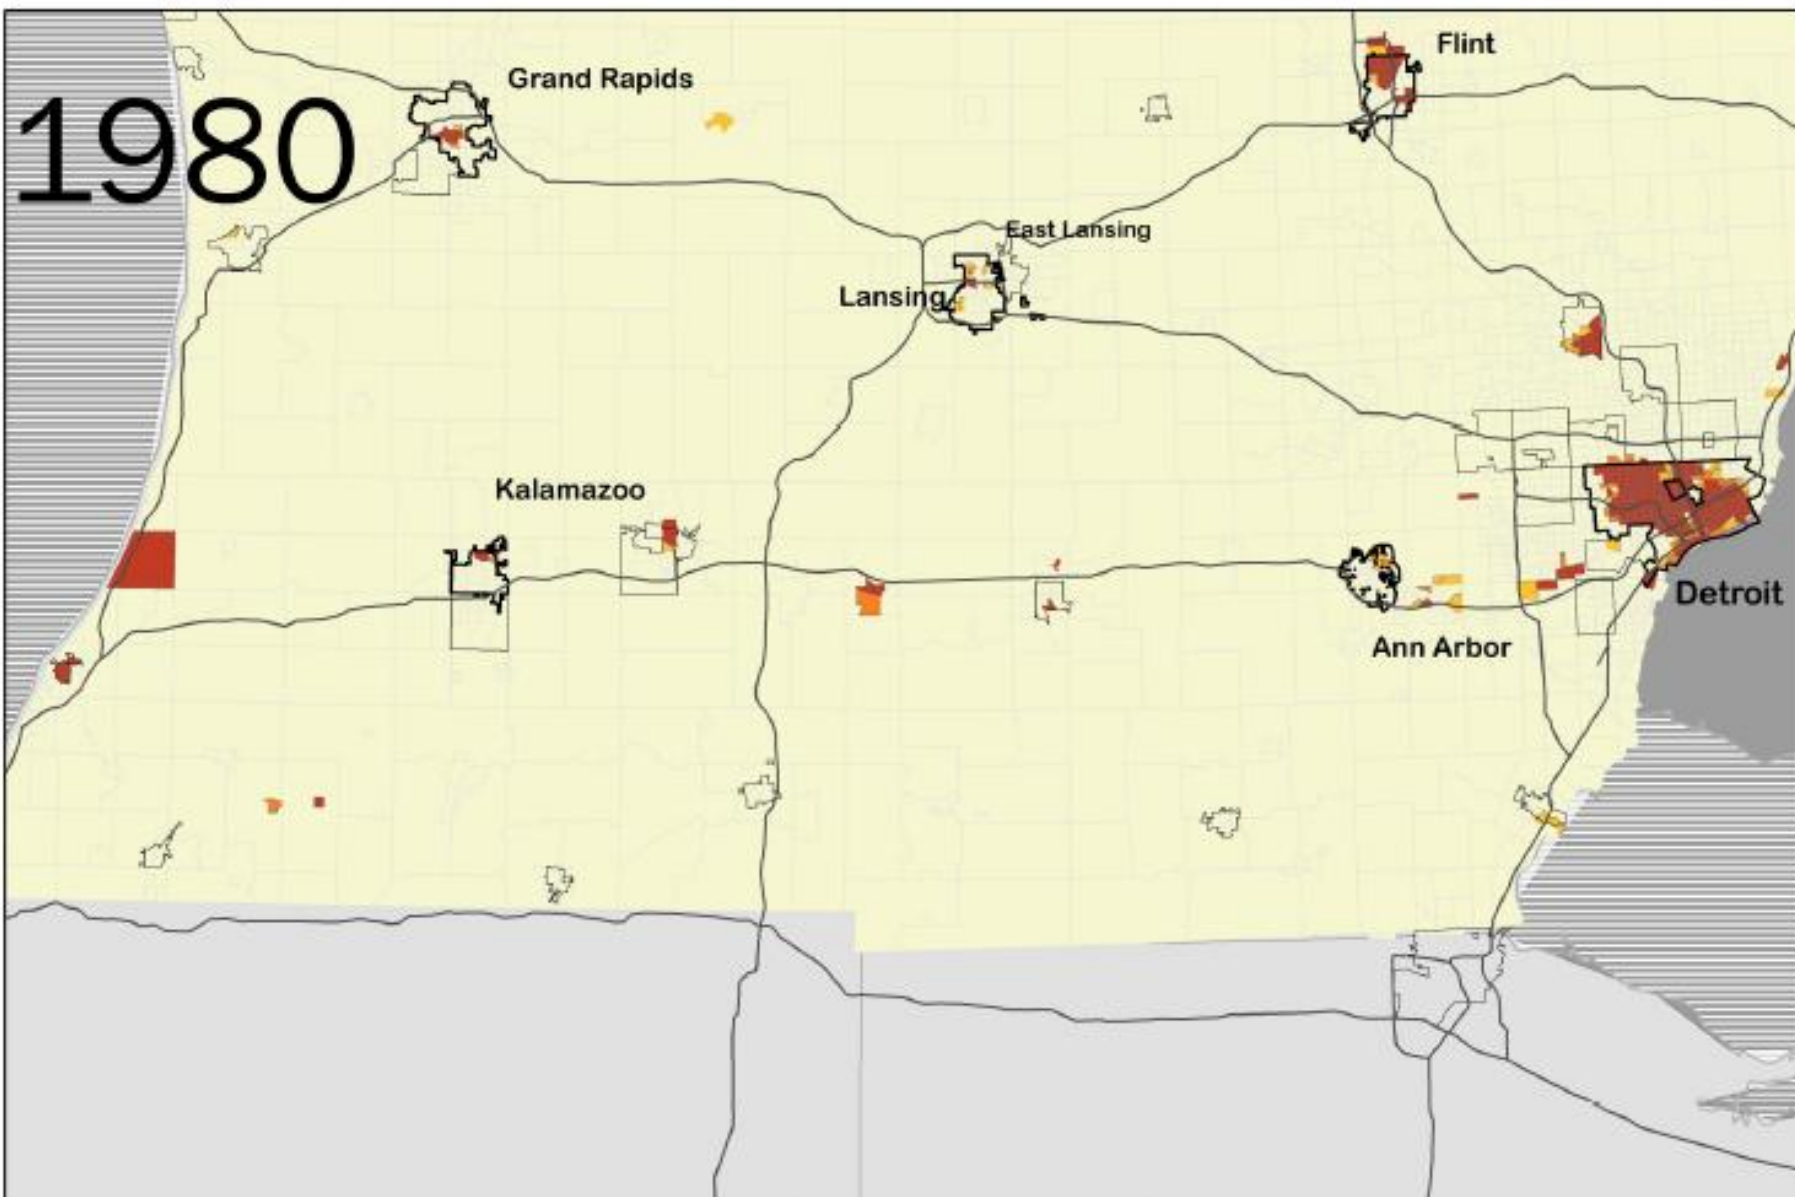 Flint
Grand Rapids
1980
East Lansing
Lansing
Kalamazoo
Detroit
Ann Arbor